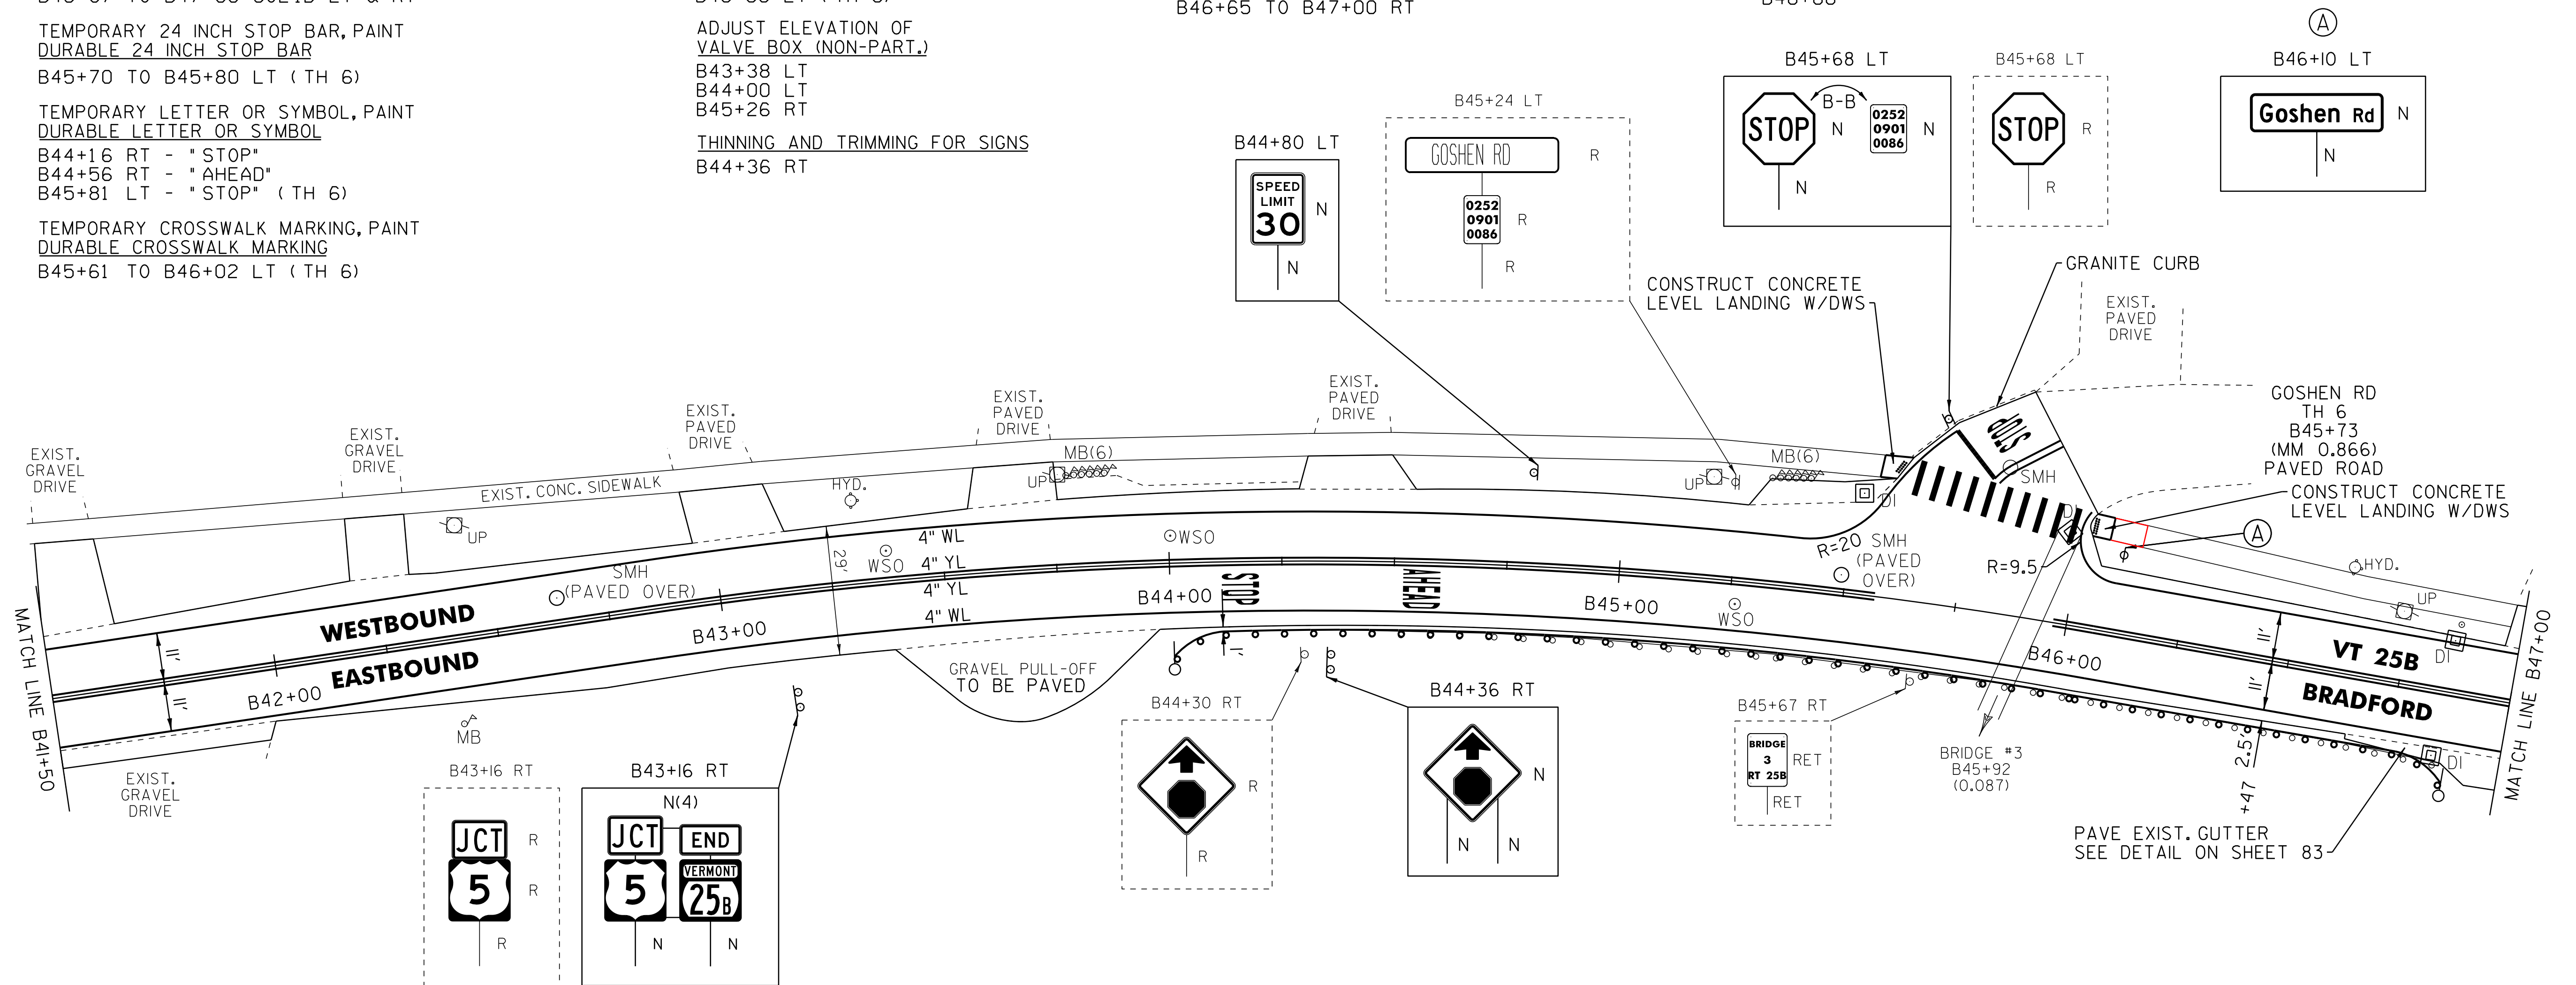 B46+65 TO B47+00 RT
TEMPORARY 24 INCH STOP BAR, PAINT
DURABLE 24 INCH STOP BAR
B45+70 TO B45+80 LT (TH 6)
TEMPORARY LETTER OR SYMBOL, PAINT
DURABLE LETTER OR SYMBOL
B44+16 RT - "STOP"
B44+56 RT - "AHEAD"
B45+81 LT - "STOP" (TH 6)
TEMPORARY CROSSWALK MARKING, PAINT
DURABLE CROSSWALK MARKING
B45+61 TO B46+02 LT (TH 6)
ADJUST ELEVATION OF
VALVE BOX (NON-PART.)
B43+38 LT
B44+00 LT
B45+26 RT
THINNING AND TRIMMING FOR SIGNS
B44+36 RT
B44+80 LT
SPEED
LIMIT
30
N
N
B45+24 LT
GOSHEN RD
R
0252
0901
0086
R
R
B45+68 LT
STOP
B-B
N
0252
0901
0086
N
N
B45+68 LT
STOP
R
R
A
B46+10 LT
Goshen Rd
N
N
CONSTRUCT CONCRETE
LEVEL LANDING W/DWS
GRANITE CURB
EXIST.
PAVED
DRIVE
GOSHEN RD
TH 6
B45+73
(MM 0.866)
PAVED ROAD
CONSTRUCT CONCRETE
LEVEL LANDING W/DWS
A
EXIST.
GRAVEL
DRIVE
EXIST.
GRAVEL
DRIVE
EXIST.
PAVED
DRIVE
EXIST.
PAVED
DRIVE
EXIST.
PAVED
DRIVE
EXIST. CONC. SIDEWALK
UP
HYD.
UP
MB(6)
UP
MB(6)
DI
STOP
SMH
DI
HYD.
UP
DI
R=20
SMH
(PAVED
OVER)
R=9.5
SMH
(PAVED OVER)
29'
WSO
WSO
WSO
4" WL
4" YL
4" YL
4" WL
STOP
AHEAD
MATCH LINE B41+50
WESTBOUND
EASTBOUND
11'
11'
B42+00
B43+00
B44+00
B45+00
B46+00
11'
11'
VT 25B
BRADFORD
MATCH LINE B47+00
EXIST.
GRAVEL
DRIVE
MB
GRAVEL PULL-OFF
TO BE PAVED
1'
B43+16 RT
JCT
R
5
R
R
B43+16 RT
N(4)
JCT
END
5
VERMONT
25B
N
N
B44+30 RT
R
R
B44+36 RT
N
N
N
B45+67 RT
BRIDGE
3
RT 25B
RET
RET
BRIDGE #3
B45+92
(0.087)
+47 2.5'
DI
PAVE EXIST. GUTTER
SEE DETAIL ON SHEET 83